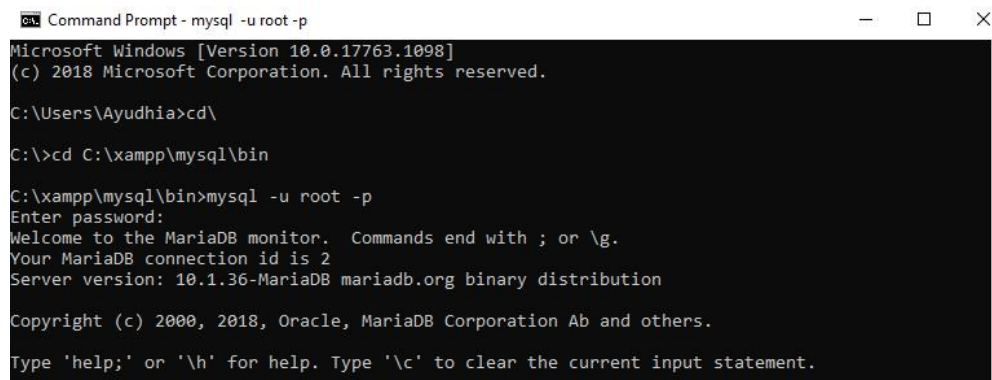 Command Prompt - mysql -u root -p
Microsoft Windows [Version 10.0.17763.1098]
(c) 2018 Microsoft Corporation. All rights reserved.
C:\Users\Ayudhia>cd\
C:\>cd C:\xampp\mysql\bin
C:\xampp\mysql\bin>mysql -u root -p
Enter password:
Welcome to the MariaDB monitor.  Commands end with ; or \g.
Your MariaDB connection id is 2
Server version: 10.1.36-MariaDB mariadb.org binary distribution
Copyright (c) 2000, 2018, Oracle, MariaDB Corporation Ab and others.
Type 'help;' or '\h' for help. Type '\c' to clear the current input statement.